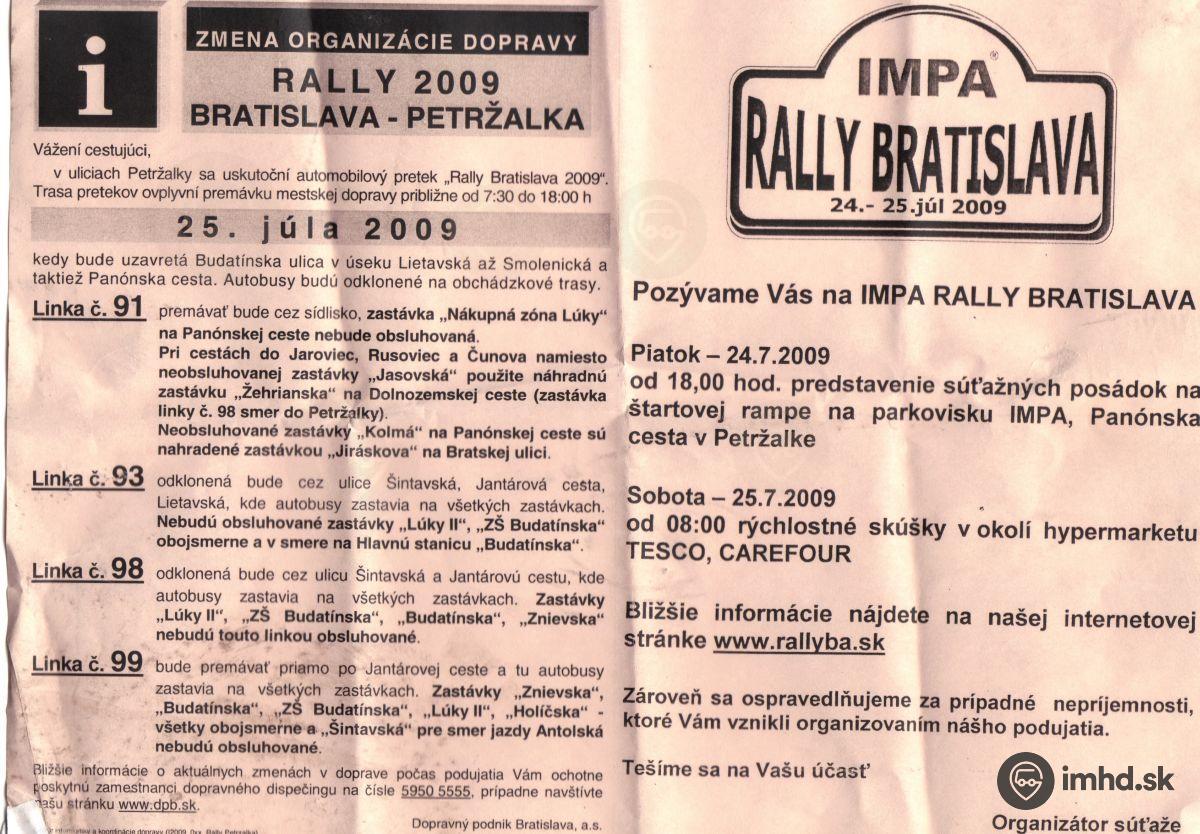 i
ZMENA ORGANIZÁCIE DOPRAVY
RALLY 2009
BRATISLAVA - PETRŽALKA
Vážení cestujúci,
v uliciach Petržalky sa uskutoční automobilový pretek „Rally Bratislava 2009“.
Trasa pretekov ovplyvní premávku mestskej dopravy približne od 7:30 do 18:00 h
25. júla 2009
kedy bude uzavretá Budatínska ulica v úseku Lietavská až Smolenická a
taktiež Panónska cesta. Autobusy budú odklonené na obchádzkové trasy.
Linka č. 91 premávať bude cez sídlisko, zastávka „Nákupná zóna Lúky“
na Panónskej ceste nebude obsluhovaná.
Pri cestách do Jaroviec, Rusoviec a Čunova namiesto
neobsluhovanej zastávky „Jasovská“ použite náhradnú
zastávku „Žehrianska“ na Dolnozemskej ceste (zastávka
linky č. 98 smer do Petržalky).
Neobsluhované zastávky „Kolmá“ na Panónskej ceste sú
nahradené zastávkou „Jiráskova“ na Bratskej ulici.
Linka č. 93 odklonená bude cez ulice Šintavská, Jantárová cesta,
Lietavská, kde autobusy zastavia na všetkých zastávkach.
Nebudú obsluhované zastávky „Lúky II“, „ZŠ Budatínska“
obojsmerne a v smere na Hlavnú stanicu „Budatínska“.
Linka č. 98 odklonená bude cez ulicu Šintavská a Jantárovú cestu, kde
autobusy zastavia na všetkých zastávkach. Zastávky
„Lúky II“, „ZŠ Budatínska“, „Budatínska“, „Znievska“
nebudú touto linkou obsluhované.
Linka č. 99 bude premávať priamo po Jantárovej ceste a tu autobusy
zastavia na všetkých zastávkach. Zastávky „Znievska“,
„Budatínska“, „ZŠ Budatínska“, „Lúky II“, „Holíčska“ -
všetky obojsmerne a „Šintavská“ pre smer jazdy Antolská
nebudú obsluhované.
Bližšie informácie o aktuálnych zmenách v doprave počas podujatia Vám ochotne
poskytnú zamestnanci dopravného dispečingu na čísle 5950 5555, prípadne navštívte
našu stránku www.dpb.sk.
a koordinácie dopravy Rally Petrzalka)
Dopravný podnik Bratislava, a.s.
IMPA®
RALLY BRATISLAVA
24.- 25.júl 2009
Pozývame Vás na IMPA RALLY BRATISLAVA
Piatok – 24.7.2009
od 18,00 hod. predstavenie súťažných posádok na
štartovej rampe na parkovisku IMPA, Panónska
cesta v Petržalke
Sobota – 25.7.2009
od 08:00 rýchlostné skúšky v okolí hypermarketu
TESCO, CAREFOUR
Bližšie informácie nájdete na našej internetovej
stránke www.rallyba.sk
Zároveň sa ospravedlňujeme za prípadné nepríjemnosti,
ktoré Vám vznikli organizovaním nášho podujatia.
Tešíme sa na Vašu účasť
imhd.sk
Organizátor súťaže